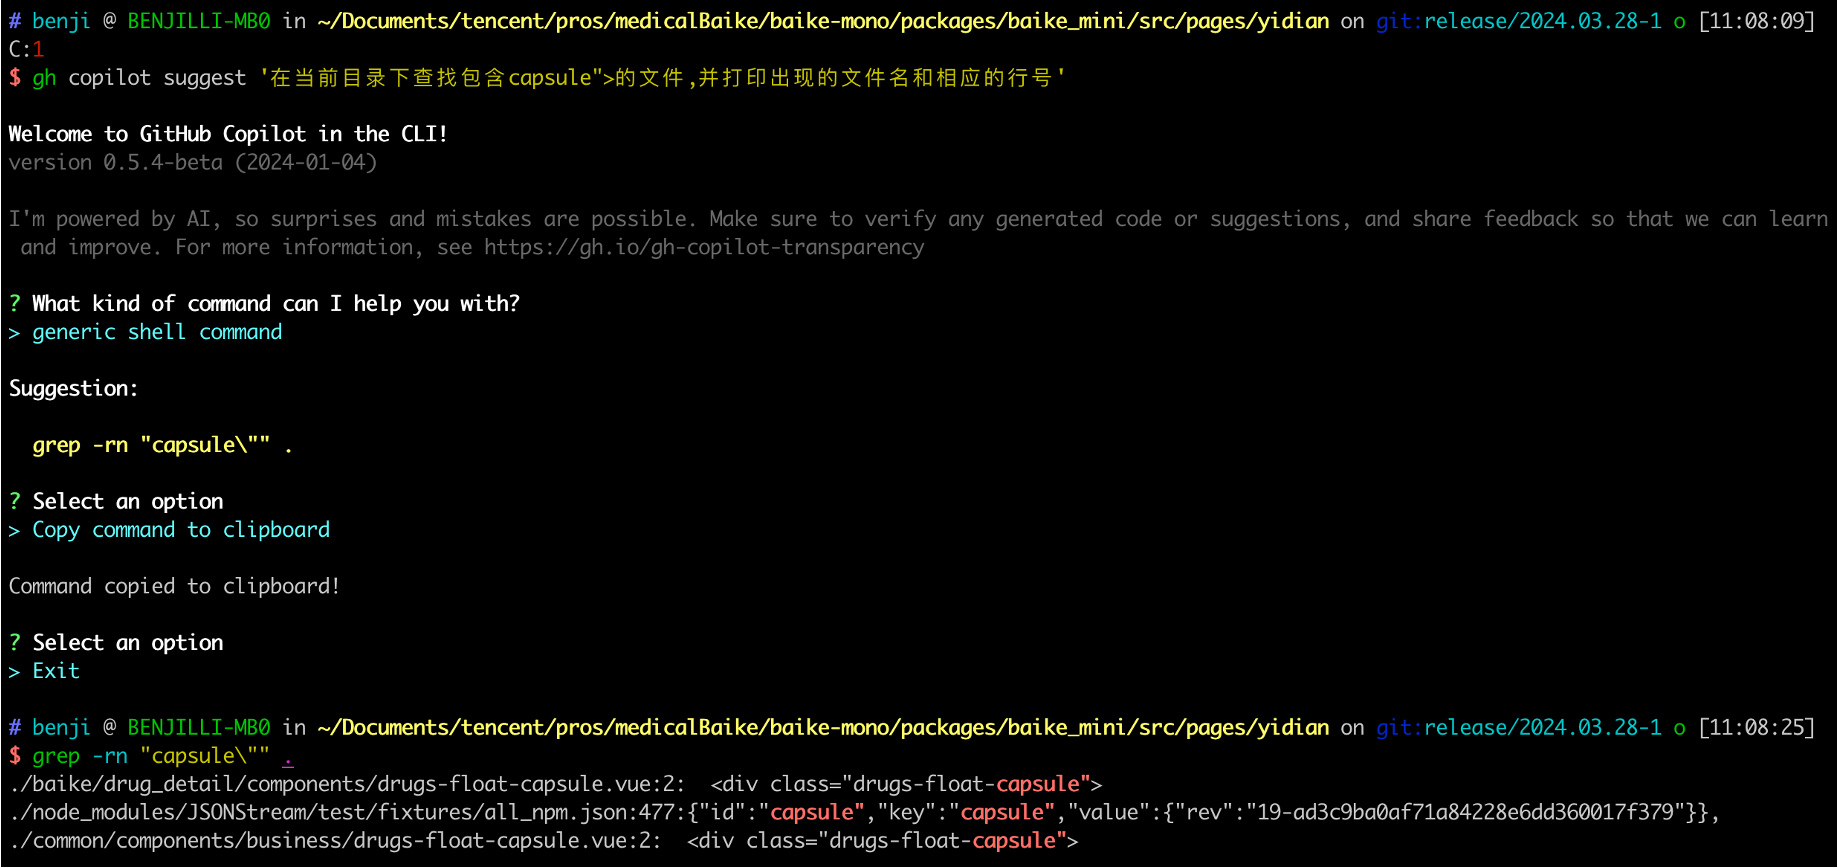 # benji @ BENJILLI-MB0 in ~/Documents/tencent/pros/medicalBaike/baike-mono/packages/baike_mini/src/pages/yidian on git:release/2024.03.28-1 o [11:08:09]
C:1
$ gh copilot suggest '在当前目录下查找包含capsule">的文件,并打印出现的文件名和相应的行号'
Welcome to GitHub Copilot in the CLI!
version 0.5.4-beta (2024-01-04)
I'm powered by AI, so surprises and mistakes are possible. Make sure to verify any generated code or suggestions, and share feedback so that we can learn
and improve. For more information, see https://gh.io/gh-copilot-transparency
? What kind of command can I help you with?
> generic shell command
Suggestion:
grep -rn "capsule\"" .
? Select an option
> Copy command to clipboard
Command copied to clipboard!
? Select an option
> Exit
# benji @ BENJILLI-MB0 in ~/Documents/tencent/pros/medicalBaike/baike-mono/packages/baike_mini/src/pages/yidian on git:release/2024.03.28-1 o [11:08:25]
$ grep -rn "capsule\"" .
./baike/drug_detail/components/drugs-float-capsule.vue:2:  <div class="drugs-float-capsule">
./node_modules/JSONStream/test/fixtures/all_npm.json:477:{"id":"capsule","key":"capsule","value":{"rev":"19-ad3c9ba0af71a84228e6dd360017f379"}},
./common/components/business/drugs-float-capsule.vue:2:  <div class="drugs-float-capsule">